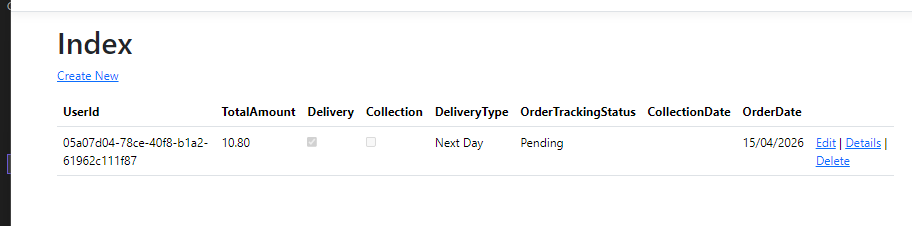 Index
Create New
UserId TotalAmount Delivery Collection DeliveryType OrderTrackingStatus CollectionDate OrderDate
05a07d04-78ce-40f8-b1a2- 10.80 Next Day Pending 15/04/2026 Edit | Details |
61962c111f87 Delete